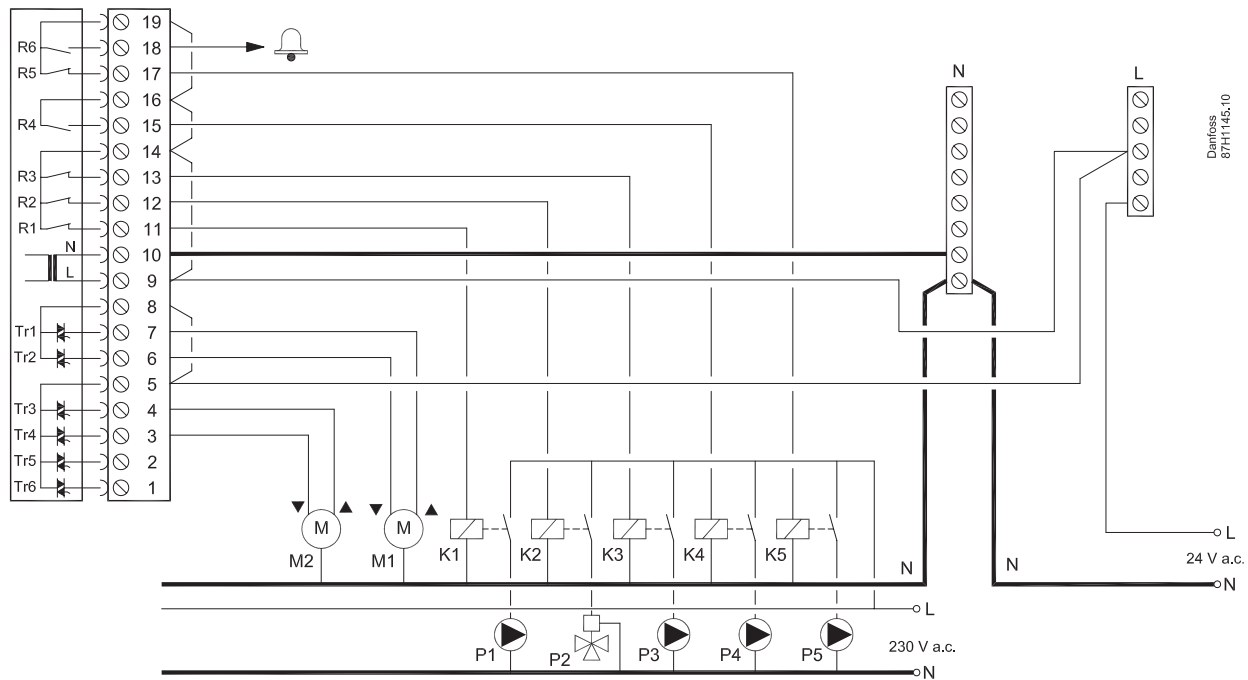 19
R6 18
R5 17
16
R4 15
14
R3 13
R2 12
R1 11
N 10
L 9
8
Tr1 7
Tr2 6
5
Tr3 4
Tr4 3
Tr5 2
Tr6 1
N
L
Danfoss
87H1145.10
M M
M2 M1 K1 K2 K3 K4 K5
L
24 V a.c.
N N N
L
P1 P2 P3 P4 P5
230 V a.c.
N